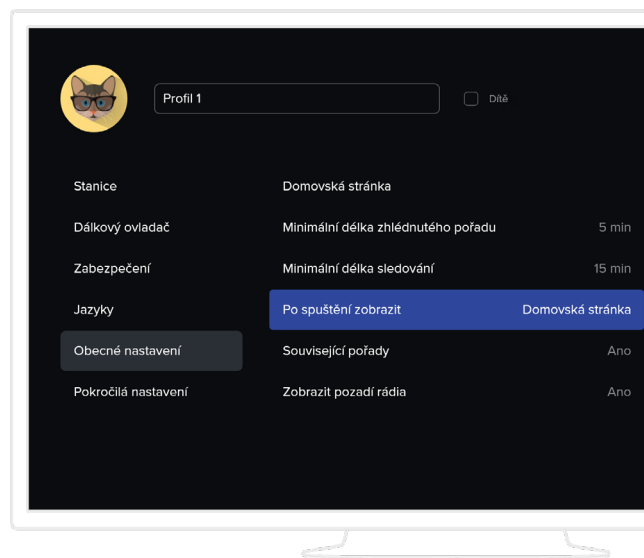 Profil 1
Dítě
Stanice
Dálkový ovladač
Zabezpečení
Jazyky
Obecné nastavení
Pokročilá nastavení
Domovská stránka
Minimální délka zhlédnutého pořadu 5 min
Minimální délka sledování 15 min
Po spuštění zobrazit Domovská stránka
Související pořady Ano
Zobrazit pozadí rádia Ano